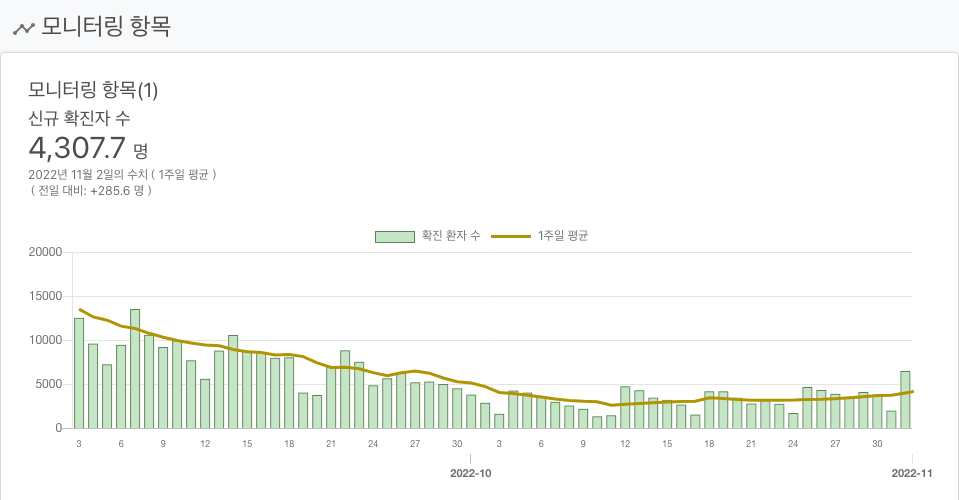 모니터링 항목
모니터링 항목(1)
신규 확진자 수
4,307.7 명
2022년 11월 2일의 수치 ( 1주일 평균 )
( 전일 대비: +285.6 명 )
확진 환자 수 1주일 평균
20000
15000
10000
5000
0
3 6 9 12 15 18 21 24 27 30 3 6 9 12 15 18 21 24 27 30
2022-10 2022-11